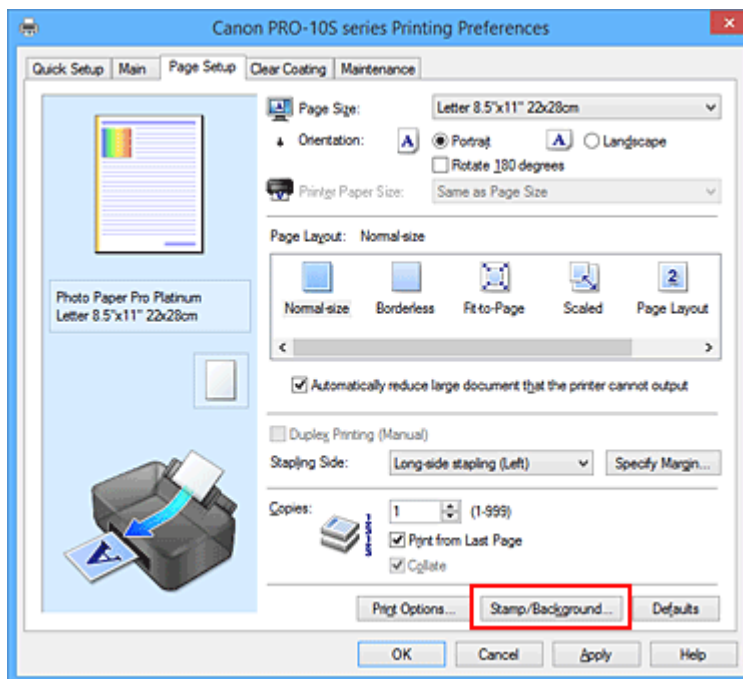 Canon PRO-10S series Printing Preferences
Quick Setup Main Page Setup Clear Coating Maintenance
Page Size: Letter 8.5"x11" 22x28cm
Orientation: A Portrait A Landscape
Rotate 180 degrees
Printer Paper Size: Same as Page Size
Page Layout: Normal-size
2
Normal-size Borderless Fit-to-Page Scaled Page Layout
Automatically reduce large document that the printer cannot output
Photo Paper Pro Platinum
Letter 8.5"x11" 22x28cm
Duplex Printing (Manual)
Stapling Side: Long-side stapling (Left) Specify Margin...
Copies: 1 (1-999)
Print from Last Page
Collate
A
Print Options... Stamp/Background... Defaults
OK Cancel Apply Help